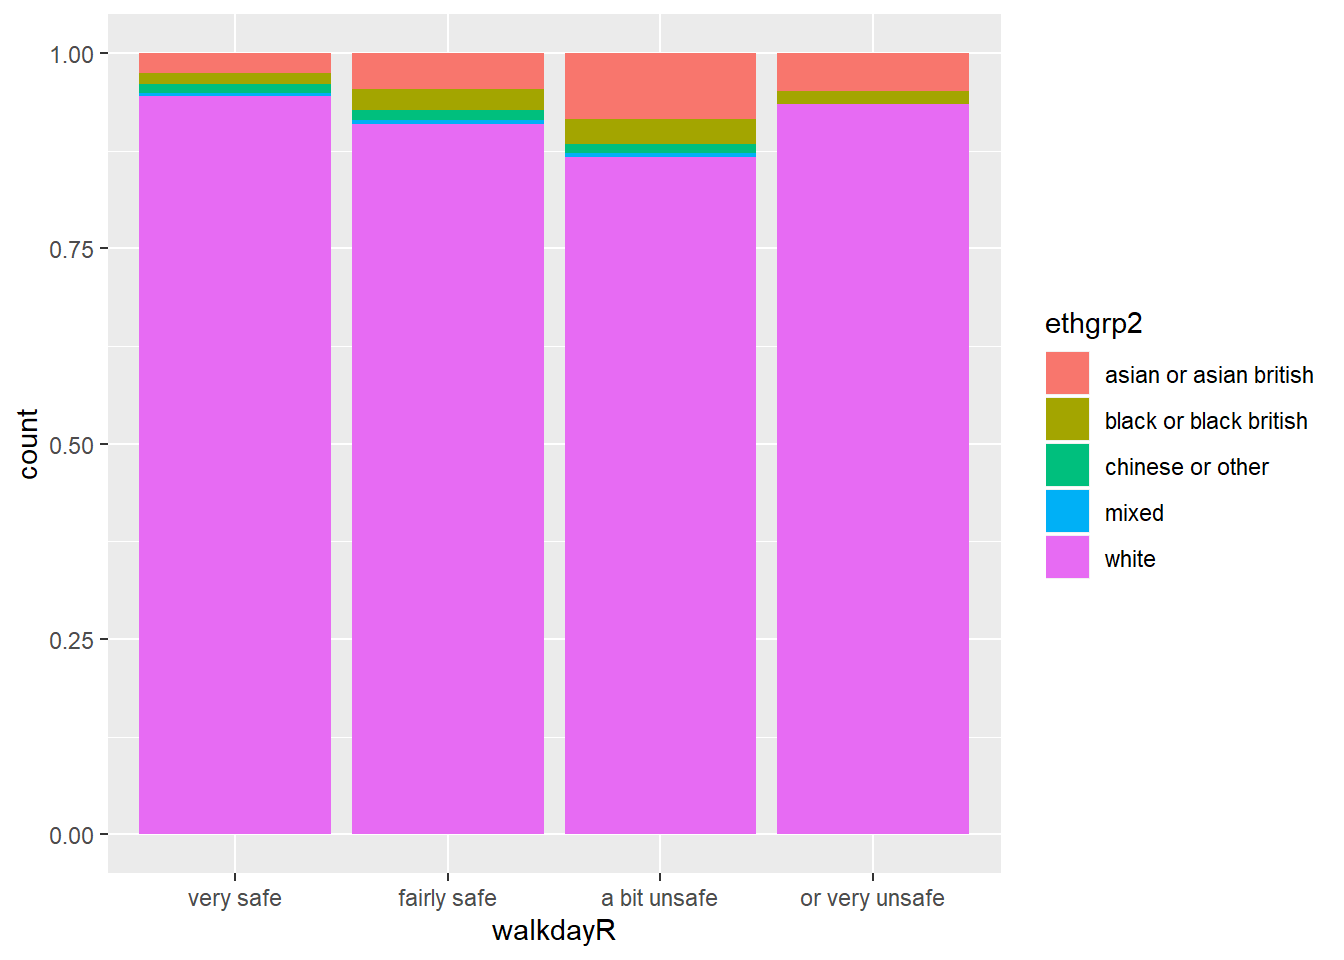 1.00
0.75
0.50
0.25
0.00
count
very safe
fairly safe
a bit unsafe
or very unsafe
walkdayR
ethgrp2
asian or asian british
black or black british
chinese or other
mixed
white